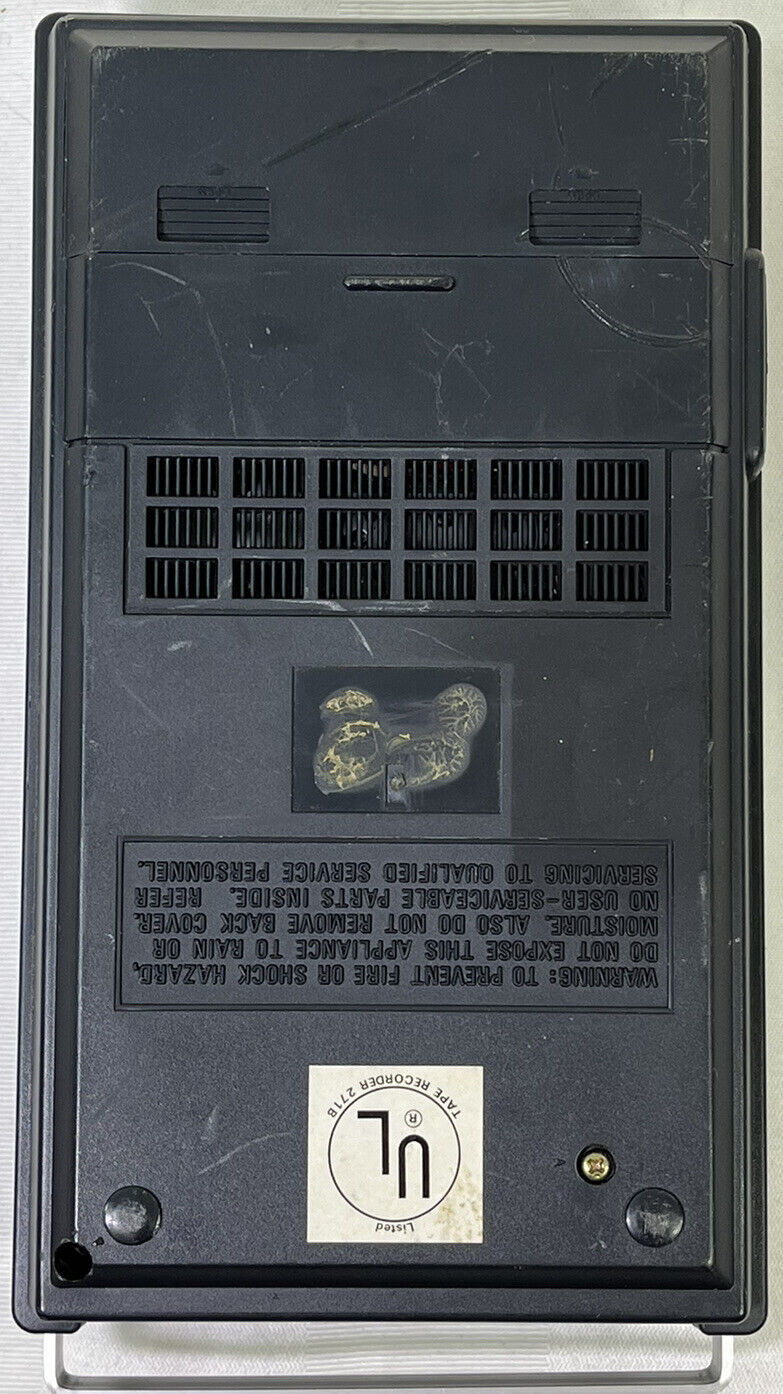 Listed
UL
®
TAPE RECORDER 271B
A
WARNING: TO PREVENT FIRE OR SHOCK HAZARD,
DO NOT EXPOSE THIS APPLIANCE TO RAIN OR
MOISTURE. ALSO DO NOT REMOVE BACK COVER.
NO USER-SERVICEABLE PARTS INSIDE. REFER
SERVICING TO QUALIFIED SERVICE PERSONNEL.